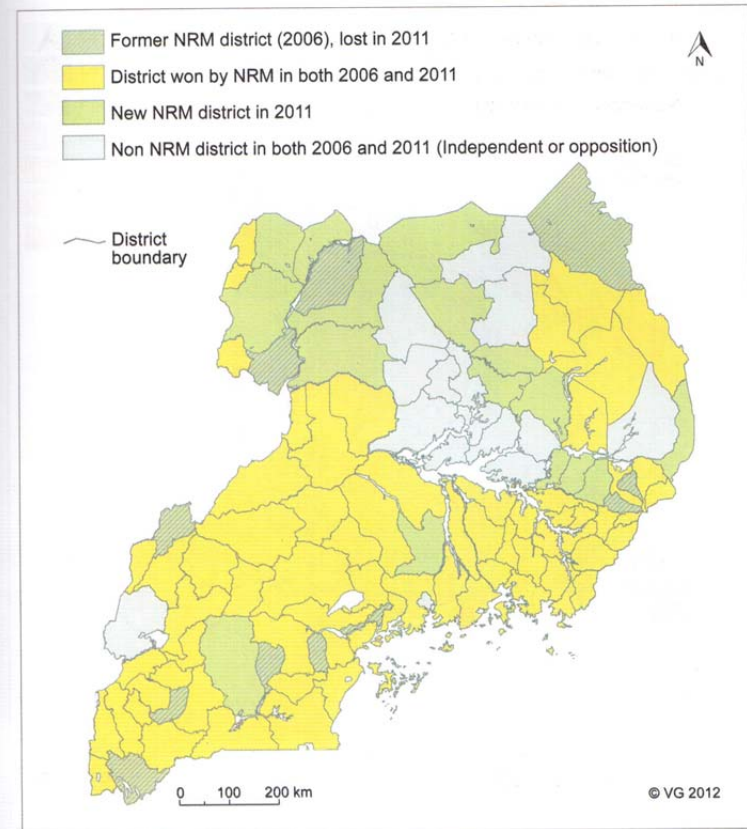 Former NRM district (2006), lost in 2011
District won by NRM in both 2006 and 2011
New NRM district in 2011
Non NRM district in both 2006 and 2011 (Independent or opposition)
N
District
boundary
0 100 200 km
© VG 2012